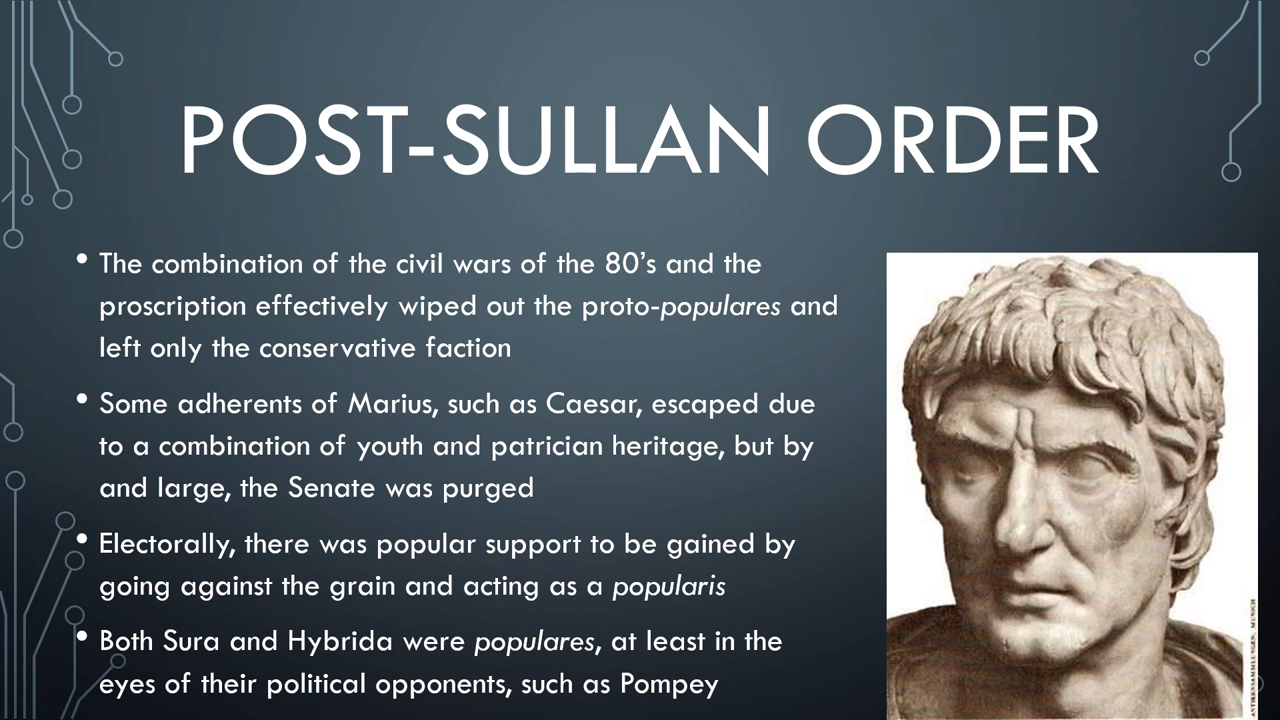 POST-SULLAN ORDER
• The combination of the civil wars of the 80’s and the
proscription effectively wiped out the proto-populares and
left only the conservative faction
• Some adherents of Marius, such as Caesar, escaped due
to a combination of youth and patrician heritage, but by
and large, the Senate was purged
• Electorally, there was popular support to be gained by
going against the grain and acting as a popularis
• Both Sura and Hybrida were populares, at least in the
eyes of their political opponents, such as Pompey
ANTIKENSAMMLUNGEN, MUNICH